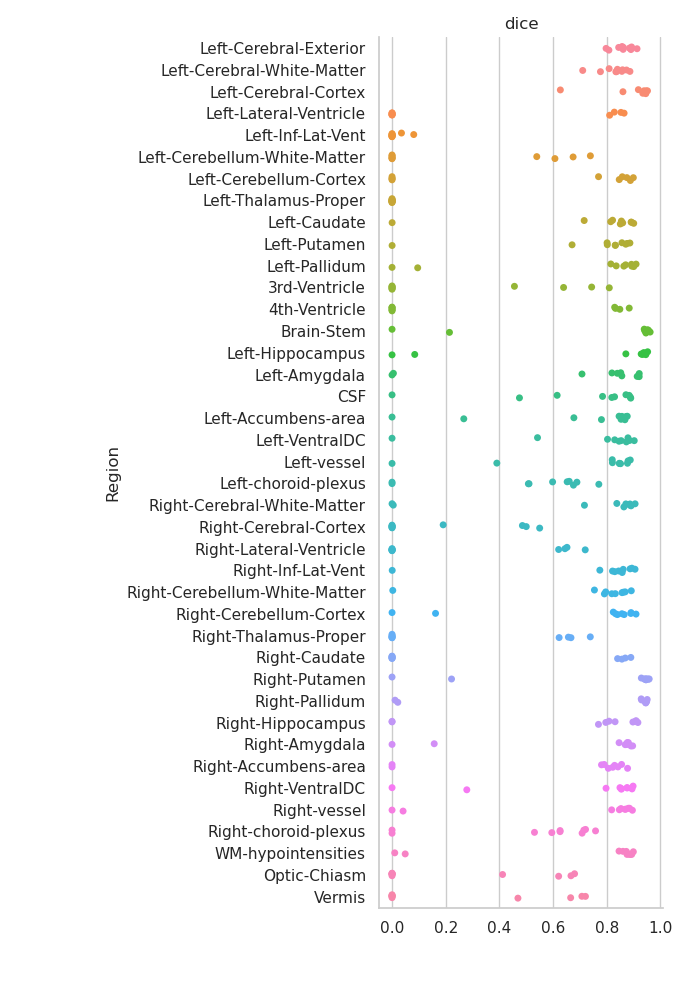 dice
Left-Cerebral-Exterior
Left-Cerebral-White-Matter
Left-Cerebral-Cortex
Left-Lateral-Ventricle
Left-Inf-Lat-Vent
Left-Cerebellum-White-Matter
Left-Cerebellum-Cortex
Left-Thalamus-Proper
Left-Caudate
Left-Putamen
Left-Pallidum
3rd-Ventricle
4th-Ventricle
Brain-Stem
Left-Hippocampus
Left-Amygdala
CSF
Left-Accumbens-area
Left-VentralDC
Left-vessel
Left-choroid-plexus
Right-Cerebral-White-Matter
Right-Cerebral-Cortex
Right-Lateral-Ventricle
Right-Inf-Lat-Vent
Right-Cerebellum-White-Matter
Right-Cerebellum-Cortex
Right-Thalamus-Proper
Right-Caudate
Right-Putamen
Right-Pallidum
Right-Hippocampus
Right-Amygdala
Right-Accumbens-area
Right-VentralDC
Right-vessel
Right-choroid-plexus
WM-hypointensities
Optic-Chiasm
Vermis
Region
0.0 0.2 0.4 0.6 0.8 1.0